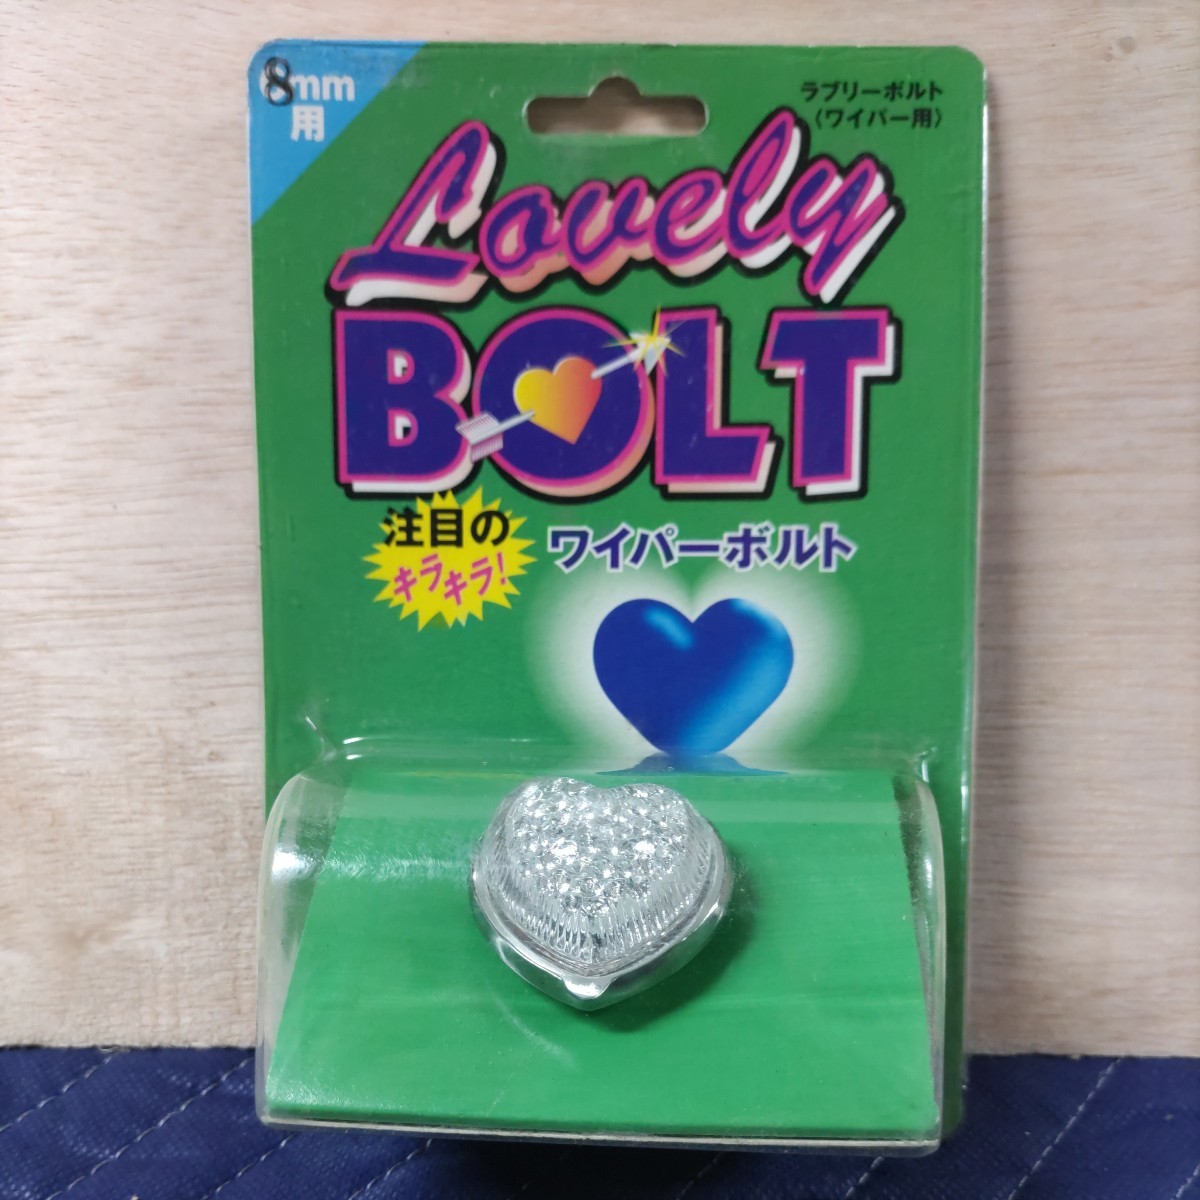 8mm
用
ラブリーボルト
〈ワイパー用〉
Lovely
BOLT
注目の
キラキラ!
ワイパーボルト